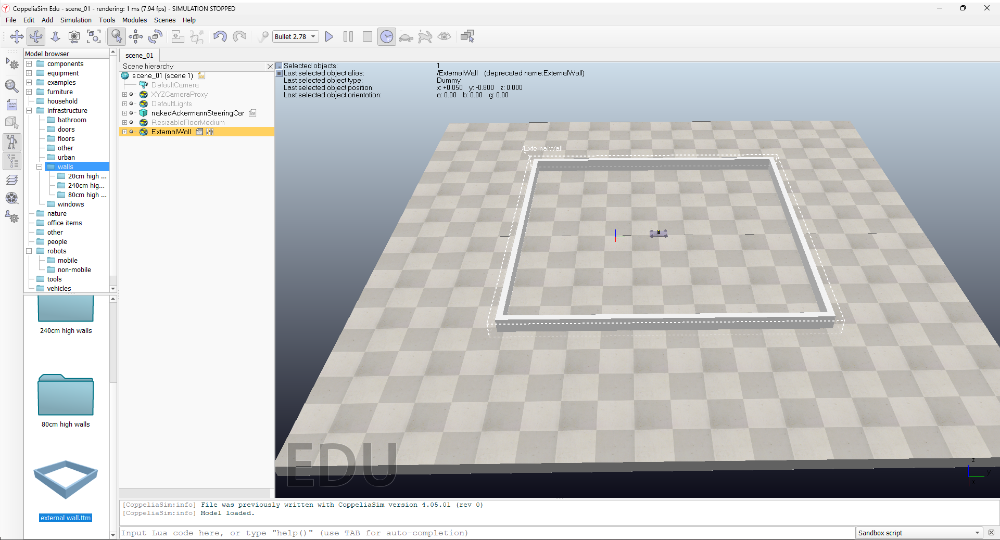 CoppeliaSim Edu - scene_01 - rendering: 1 ms (7.94 fps) - SIMULATION STOPPED
File Edit Add Simulation Tools Modules Scenes Help
Bullet 2.78
RT
Model browser
components
equipment
examples
furniture
household
infrastructure
bathroom
doors
floors
other
urban
walls
20cm high ...
240cm hig...
80cm high ...
windows
nature
office items
other
people
robots
mobile
non-mobile
tools
vehicles
240cm high walls
80cm high walls
external wall.ttm
scene_01
Scene hierarchy
scene_01 (scene 1)
DefaultCamera
XYZCameraProxy
DefaultLights
nakedAckermannSteeringCar
ResizableFloorMedium
ExternalWall
Selected objects: 1
Last selected object alias: /ExternalWall (deprecated name:ExternalWall)
Last selected object type: Dummy
Last selected object position: x: +0.050 y: -0.800 z: 0.000
Last selected object orientation: a: 0.00 b: 0.00 g: 0.00
/ExternalWall
EDU
z
y
x
[CoppeliaSim:info] File was previously written with CoppeliaSim version 4.05.01 (rev 0)
[CoppeliaSim:info] Model loaded.
Input Lua code here, or type "help()" (use TAB for auto-completion)
Sandbox script